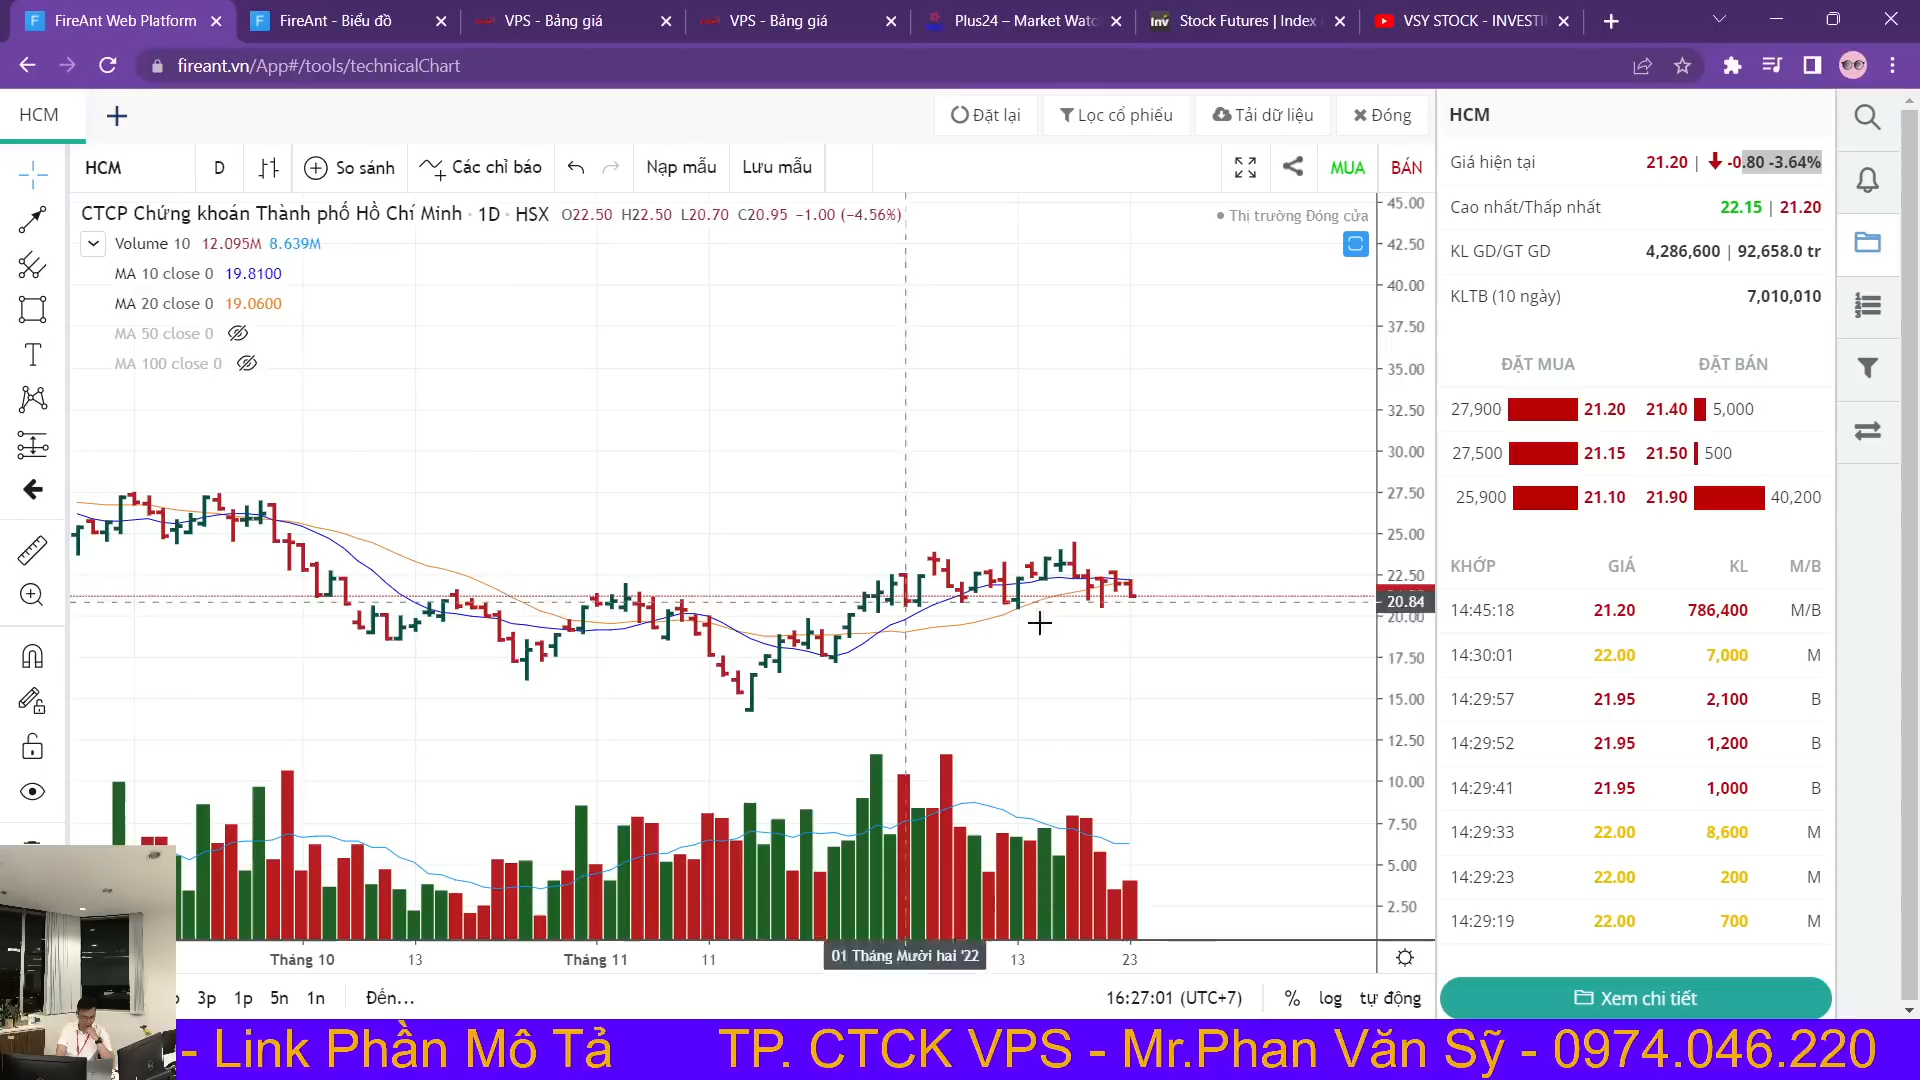 FireAnt Web Platform
FireAnt - Biểu đồ
VPS - Bảng giá
VPS - Bảng giá
Plus24 – Market Watc
Stock Futures | Index
VSY STOCK - INVESTI
fireant.vn/App#/tools/technicalChart
HCM
Đặt lại
Lọc cổ phiếu
Tải dữ liệu
Đóng
HCM
D
So sánh
Các chỉ báo
Nạp mẫu
Lưu mẫu
MUA
BÁN
CTCP Chứng khoán Thành phố Hồ Chí Minh · 1D · HSX O22.50 H22.50 L20.70 C20.95 −1.00 (−4.56%)
Thị trường Đóng cửa
Volume 10 12.095M 8.639M
MA 10 close 0 19.8100
MA 20 close 0 19.0600
MA 50 close 0
MA 100 close 0
45.00
42.50
40.00
37.50
35.00
32.50
30.00
27.50
25.00
22.50
20.84
20.00
17.50
15.00
12.50
10.00
7.50
5.00
2.50
Tháng 10
13
Tháng 11
11
01 Tháng Mười hai '22
13
23
3p
1p
5n
1n
Đến...
16:27:01 (UTC+7)
%
log
tự động
HCM
Giá hiện tại 21.20 | -0.80 -3.64%
Cao nhất/Thấp nhất 22.15 | 21.20
KL GD/GT GD 4,286,600 | 92,658.0 tr
KLTB (10 ngày) 7,010,010
ĐẶT MUA ĐẶT BÁN
27,900 21.20 21.40 5,000
27,500 21.15 21.50 500
25,900 21.10 21.90 40,200
KHỚP GIÁ KL M/B
14:45:18 21.20 786,400 M/B
14:30:01 22.00 7,000 M
14:29:57 21.95 2,100 B
14:29:52 21.95 1,200 B
14:29:41 21.95 1,000 B
14:29:33 22.00 8,600 M
14:29:23 22.00 200 M
14:29:19 22.00 700 M
Xem chi tiết
- Link Phần Mô Tả TP. CTCK VPS - Mr.Phan Văn Sỹ - 0974.046.220